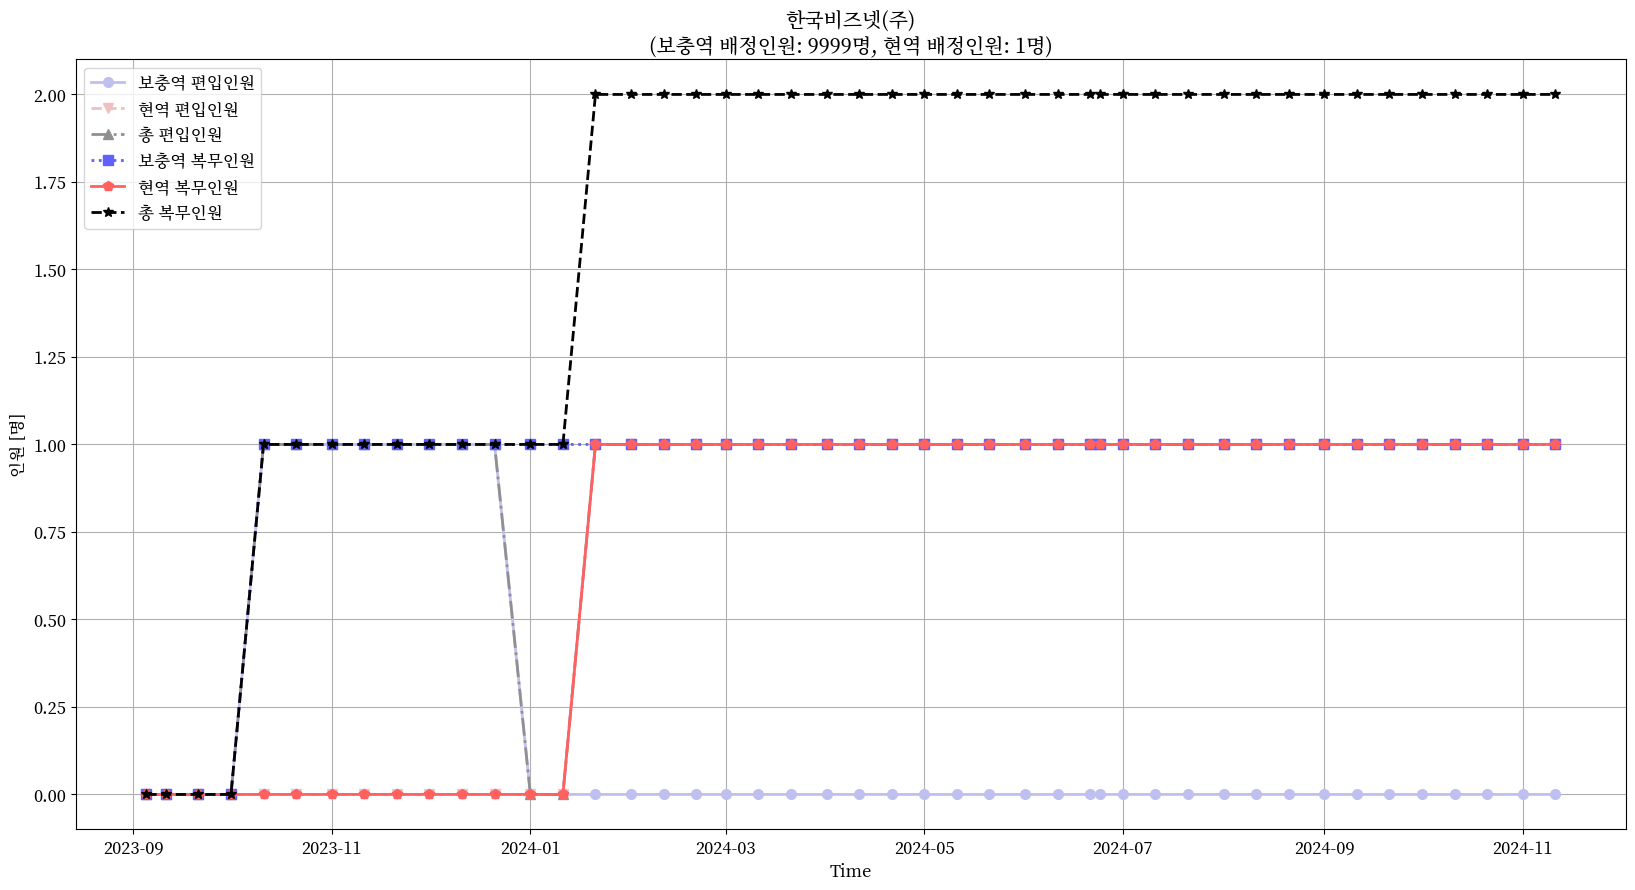 한국비즈넷(주)
(보충역 배정인원: 9999명, 현역 배정인원: 1명)
보충역 편입인원
현역 편입인원
총 편입인원
보충역 복무인원
현역 복무인원
총 복무인원
2.00
1.75
1.50
1.25
1.00
0.75
0.50
0.25
0.00
인원 [명]
2023-09 2023-11 2024-01 2024-03 2024-05 2024-07 2024-09 2024-11
Time